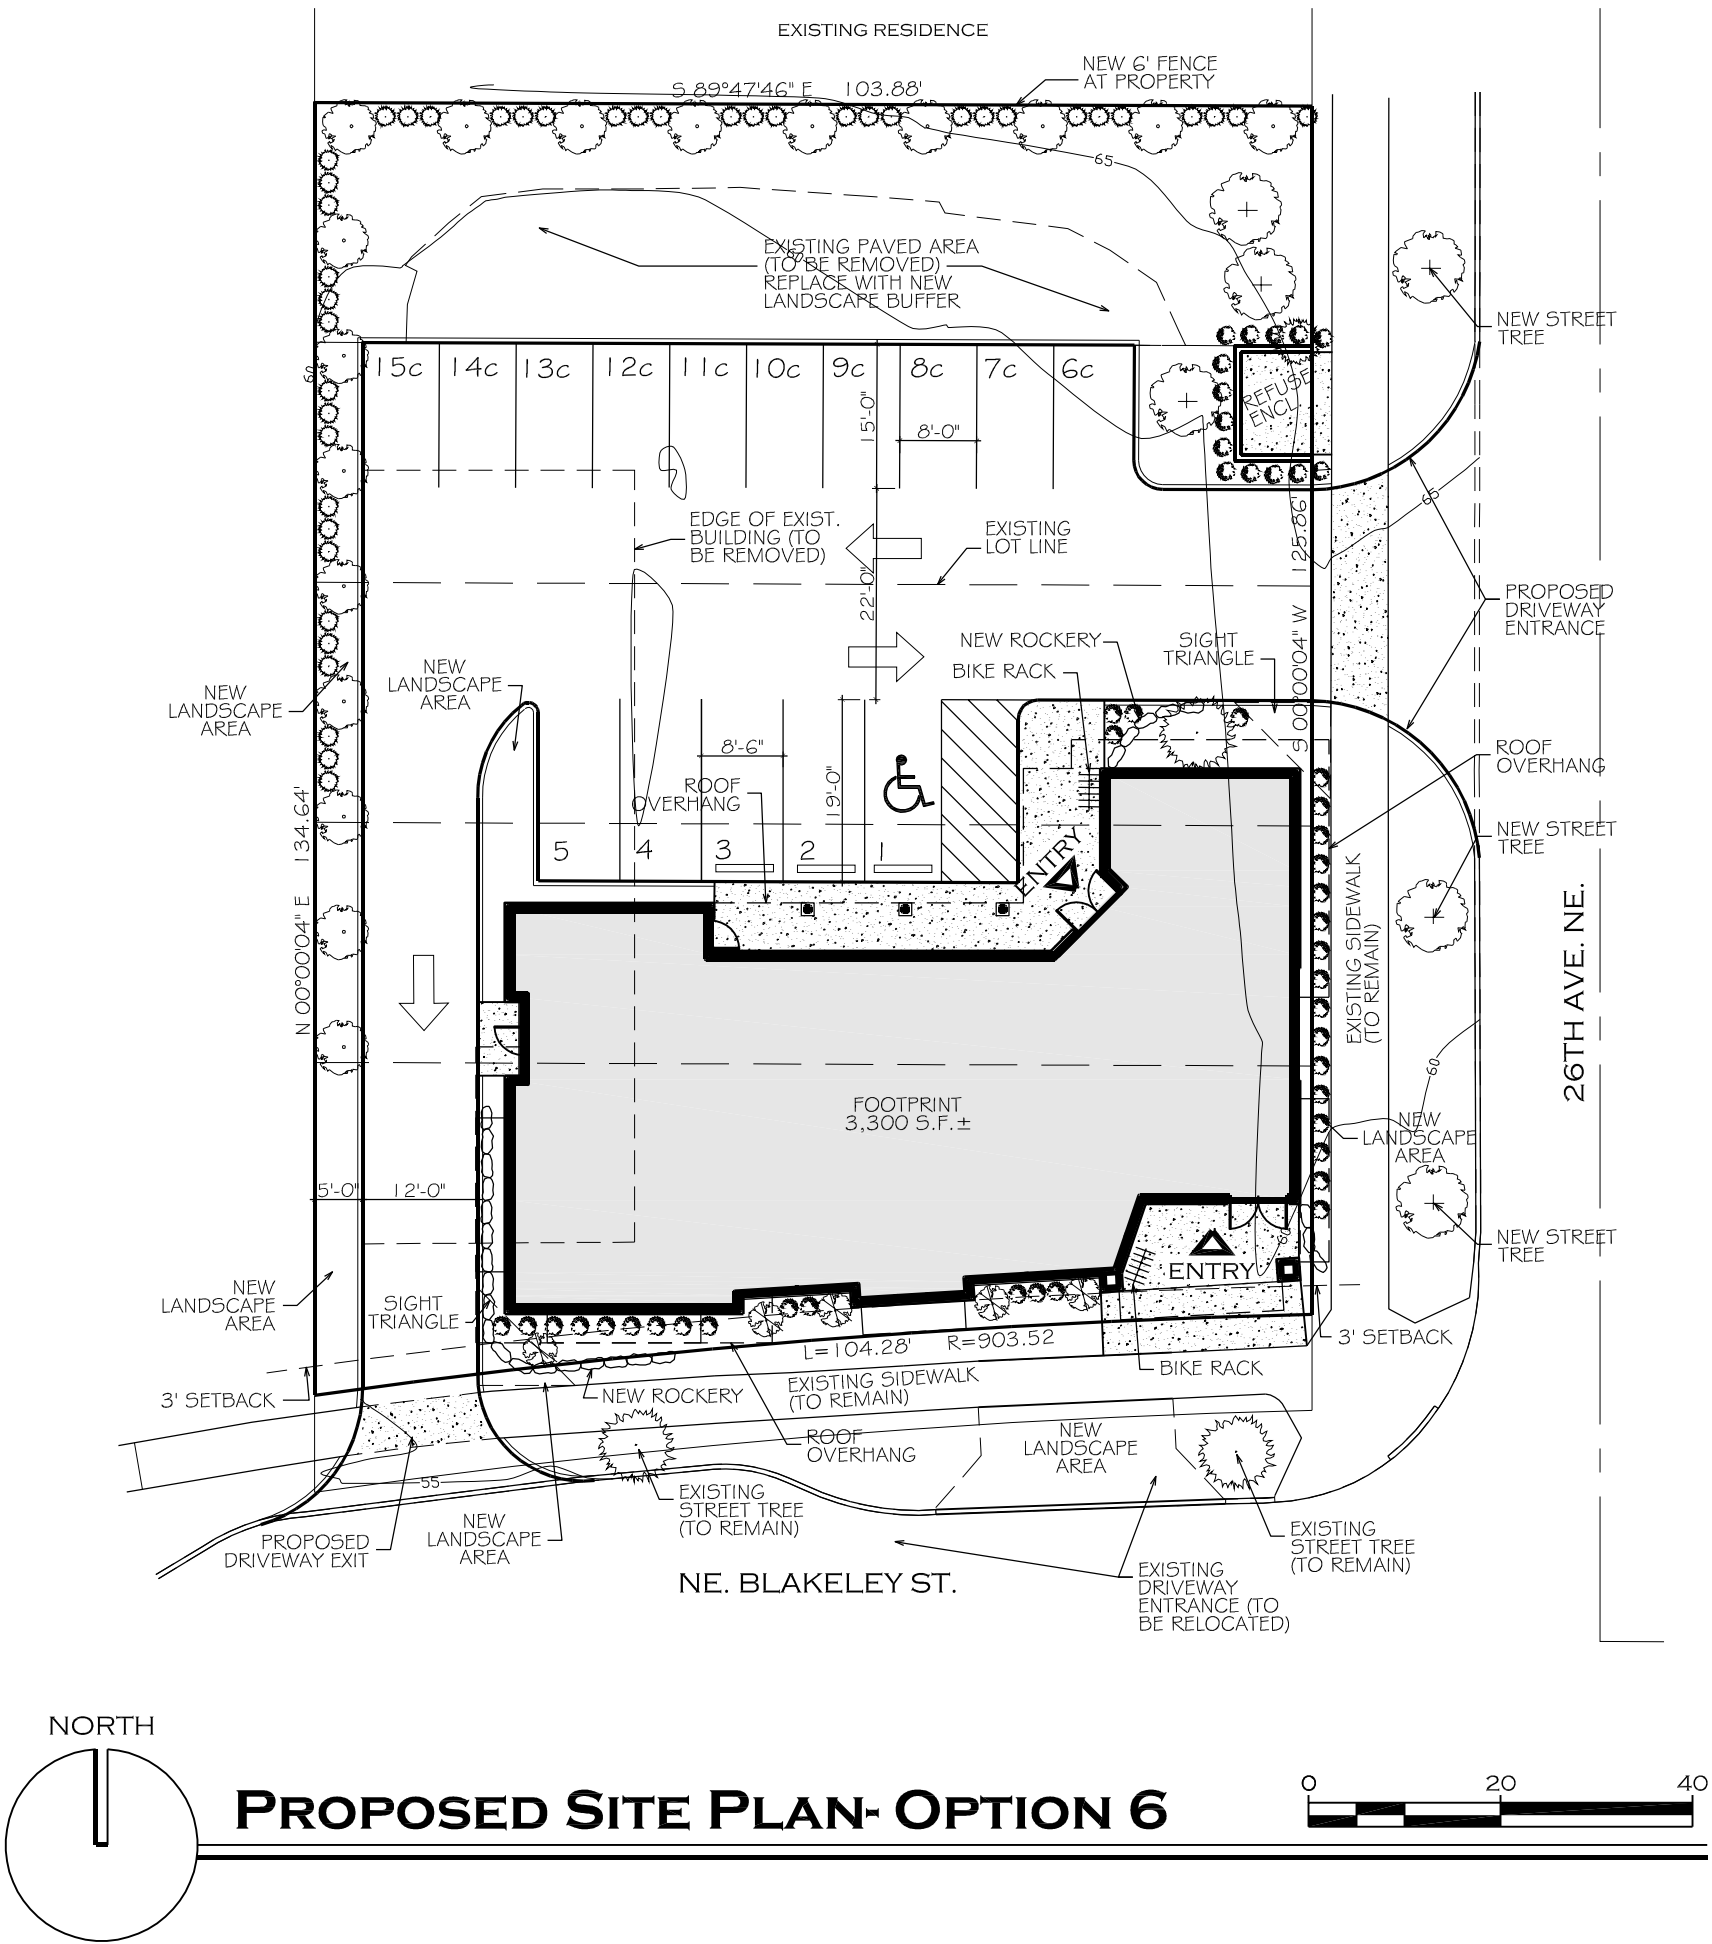 EXISTING RESIDENCE
NEW 6' FENCE
AT PROPERTY
S 89°47'46" E 103.88'
65
EXISTING PAVED AREA
(TO BE REMOVED)
REPLACE WITH NEW
LANDSCAPE BUFFER
60
NEW STREET
TREE
60
15c 14c 13c 12c 11c 10c 9c 8c 7c 6c
REFUSE
ENCL.
15'-0"
8'-0"
65
EDGE OF EXIST.
BUILDING (TO
BE REMOVED)
EXISTING
LOT LINE
S 00°00'04" W 125.86'
22'-0"
PROPOSED
DRIVEWAY
ENTRANCE
NEW ROCKERY
BIKE RACK
SIGHT
TRIANGLE
NEW
LANDSCAPE
AREA
NEW
LANDSCAPE
AREA
8'-6"
ROOF
OVERHANG
19'-0"
ROOF
OVERHANG
N 00°00'04" E 134.64'
NEW STREET
TREE
5 4 3 2 1
ENTRY
EXISTING SIDEWALK
(TO REMAIN)
26TH AVE. NE.
60
FOOTPRINT
3,300 S.F.±
NEW
LANDSCAPE
AREA
5'-0" 12'-0"
60
NEW STREET
TREE
ENTRY
NEW
LANDSCAPE
AREA
SIGHT
TRIANGLE
L=104.28' R=903.52
3' SETBACK
BIKE RACK
3' SETBACK
NEW ROCKERY
EXISTING SIDEWALK
(TO REMAIN)
ROOF
OVERHANG
NEW
LANDSCAPE
AREA
55
EXISTING
STREET TREE
(TO REMAIN)
NEW
LANDSCAPE
AREA
PROPOSED
DRIVEWAY EXIT
EXISTING
STREET TREE
(TO REMAIN)
EXISTING
DRIVEWAY
ENTRANCE (TO
BE RELOCATED)
NE. BLAKELEY ST.
NORTH
PROPOSED SITE PLAN- OPTION 6
0 20 40